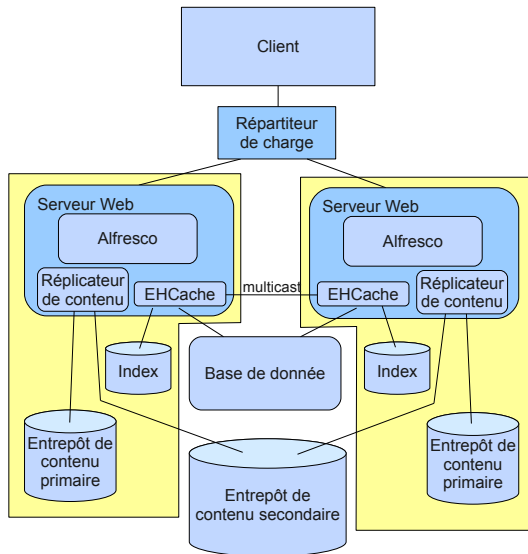 Client
Répartiteur
de charge
Serveur Web
Alfresco
Réplicateur
de contenu
EHCache
multicast
Serveur Web
Alfresco
EHCache
Réplicateur
de contenu
Index
Base de donnée
Index
Entrepôt de
contenu
primaire
Entrepôt de
contenu secondaire
Entrepôt de
contenu
primaire